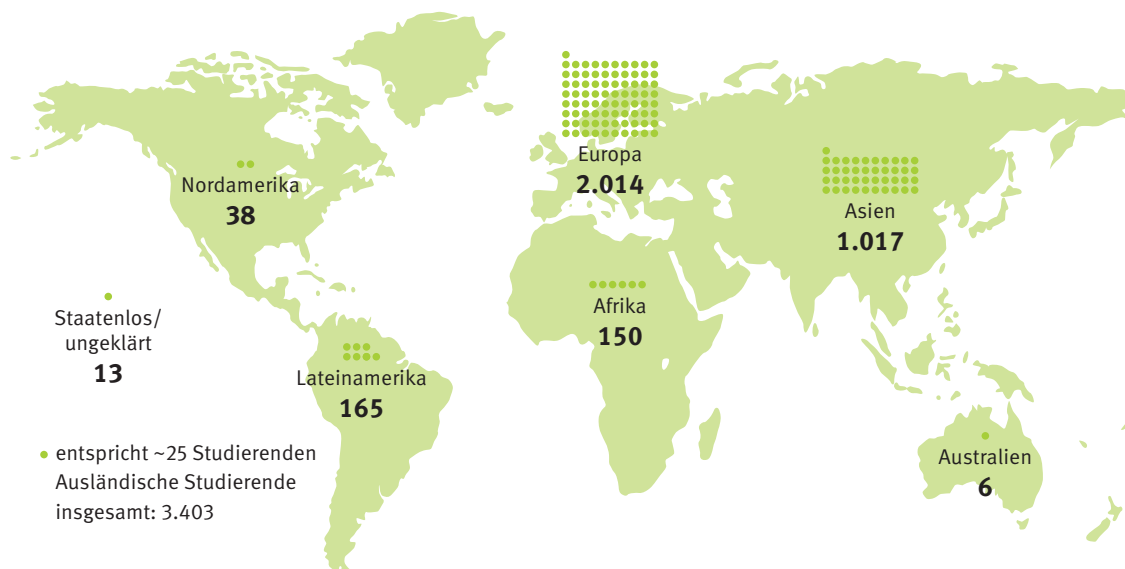 Europa
2.014
Nordamerika
38
Asien
1.017
Staatenlos/
ungeklärt
13
Afrika
150
Lateinamerika
165
Australien
6
entspricht ~25 Studierenden
Ausländische Studierende
insgesamt: 3.403